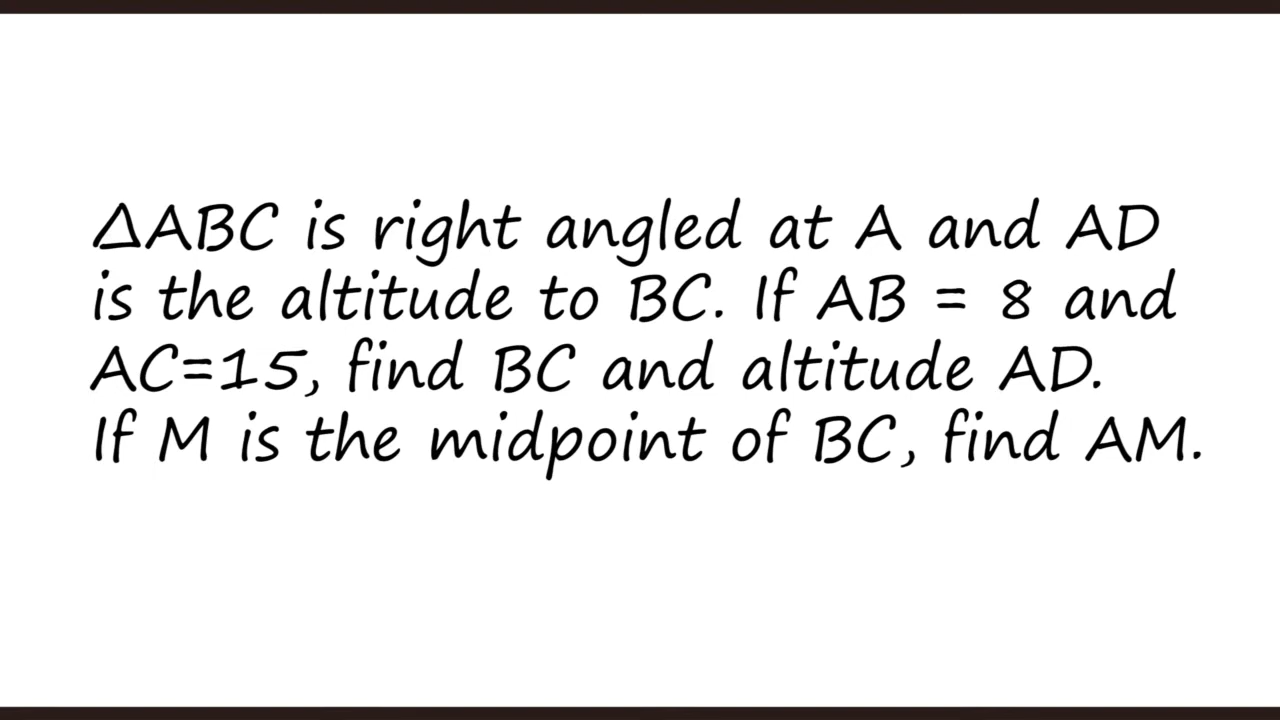 ΔABC is right angled at A and AD
is the altitude to BC. If AB = 8 and
AC=15, find BC and altitude AD.
If M is the midpoint of BC, find AM.